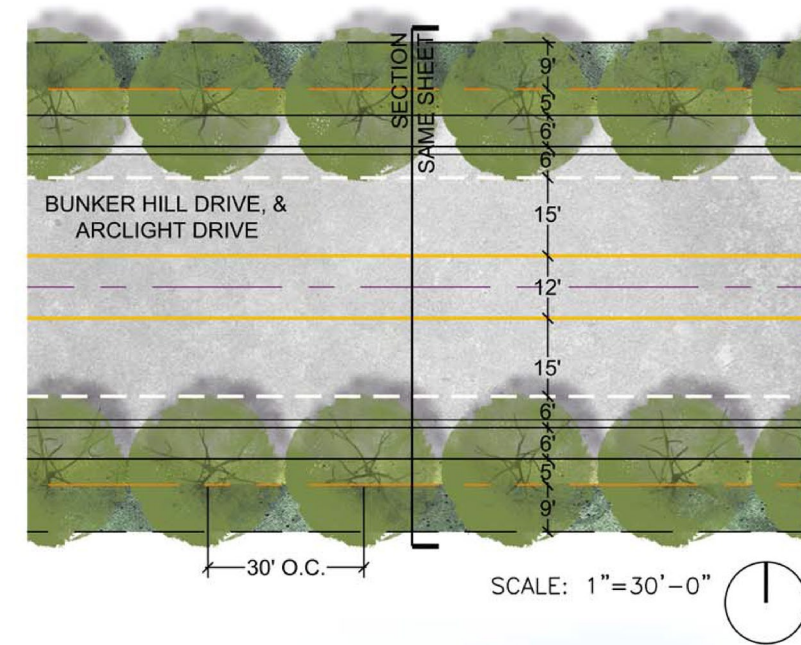 SECTION
SAME SHEET
9'
5'
6'
6'
BUNKER HILL DRIVE, &
ARCLIGHT DRIVE
15'
12'
15'
6'
6'
5'
9'
30' O.C.
SCALE: 1"=30'-0"